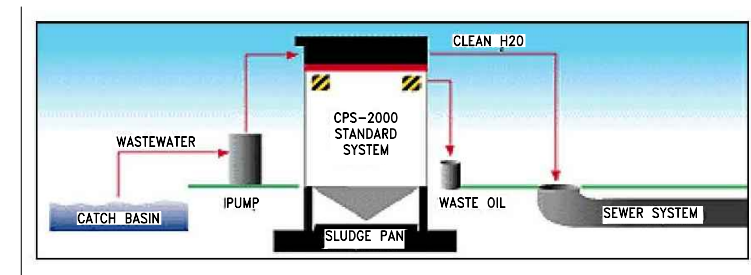 CLEAN H2O
CPS-2000
STANDARD
SYSTEM
WASTEWATER
IPUMP
WASTE OIL
CATCH BASIN
SEWER SYSTEM
SLUDGE PAN